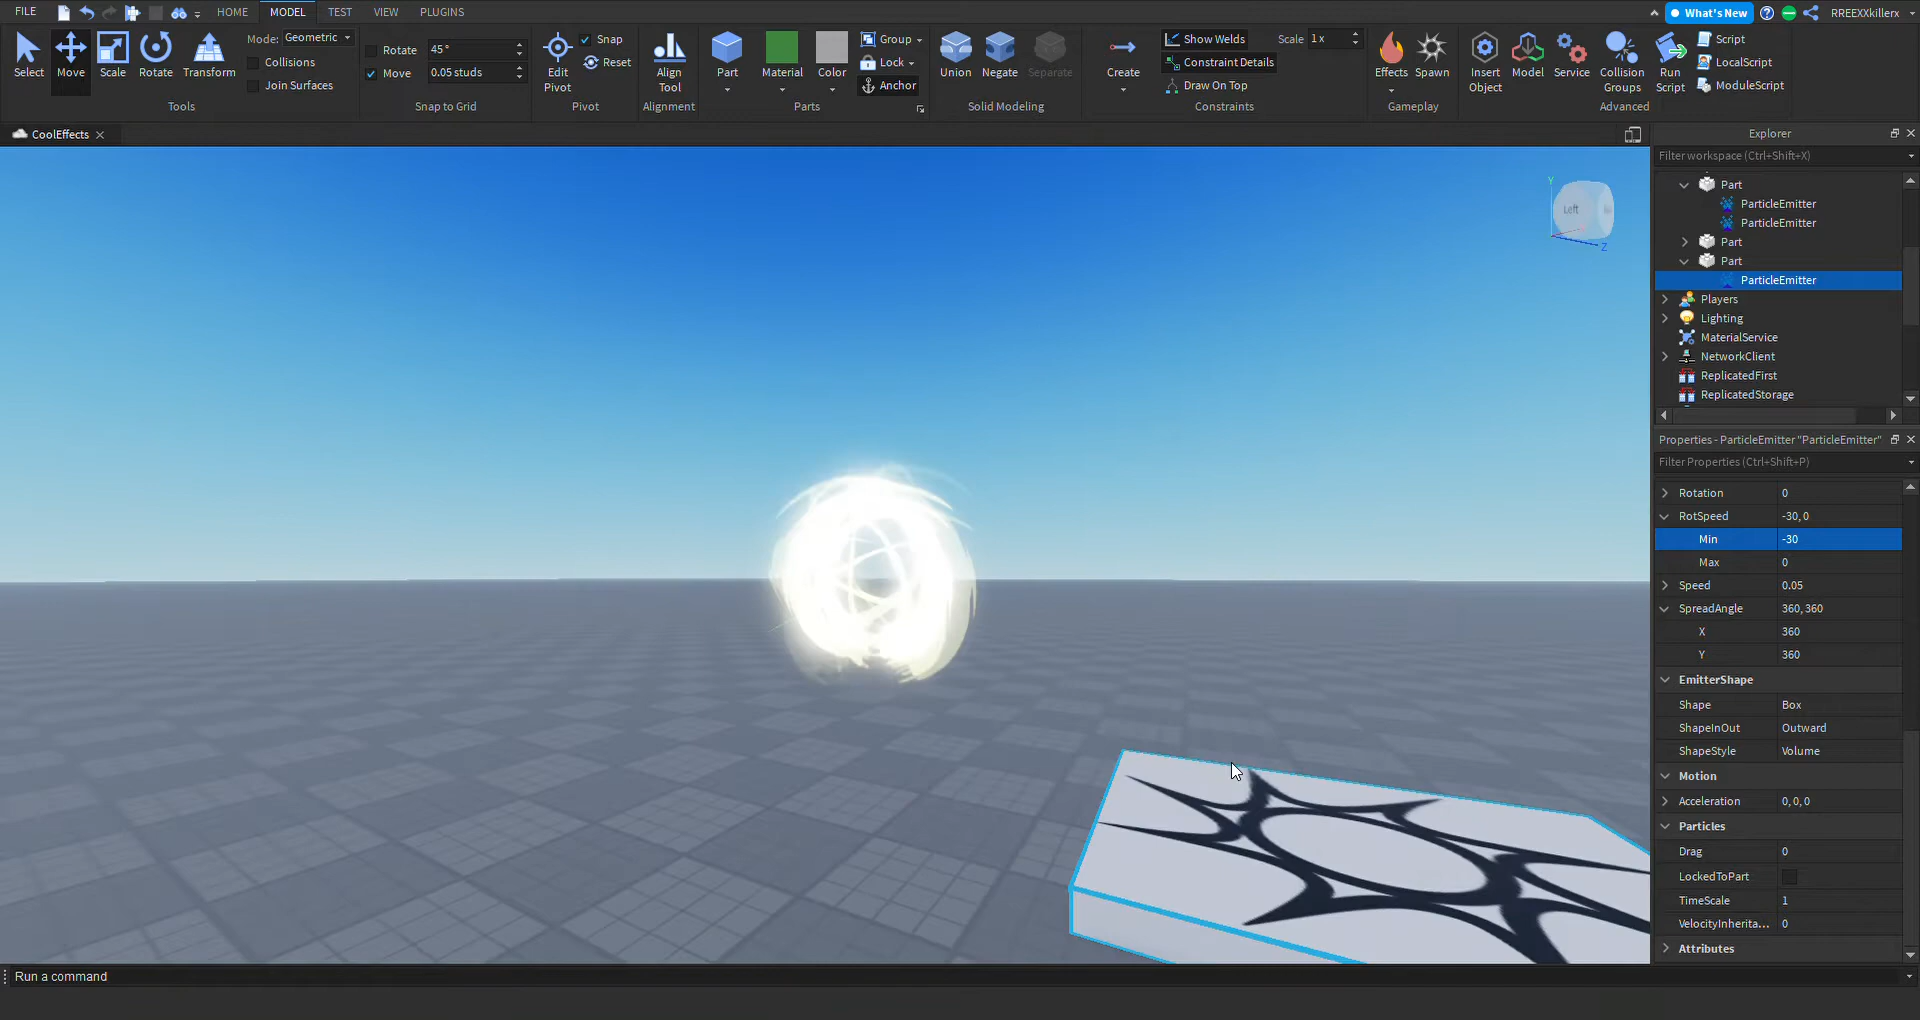 FILE HOME MODEL TEST VIEW PLUGINS What's New RREEXXkillerx
Select Move Scale Rotate Transform
Mode: Geometric
Collisions
Join Surfaces
Tools
Rotate 45°
Move 0.05 studs
Snap to Grid
Edit Pivot
Snap
Reset
Pivot
Align Tool
Alignment
Part Material Color
Group
Lock
Anchor
Parts
Union Negate Separate
Solid Modeling
Create
Show Welds
Scale 1 x
Constraint Details
Draw On Top
Constraints
Effects Spawn
Gameplay
Insert Object
Model
Service
Collision Groups
Run Script
Script
LocalScript
ModuleScript
Advanced
CoolEffects
Left
Y
Z
Explorer
Filter workspace (Ctrl+Shift+X)
Part
ParticleEmitter
ParticleEmitter
Part
Part
ParticleEmitter
Players
Lighting
MaterialService
NetworkClient
ReplicatedFirst
ReplicatedStorage
Properties - ParticleEmitter "ParticleEmitter"
Filter Properties (Ctrl+Shift+P)
Rotation 0
RotSpeed -30, 0
Min -30
Max 0
Speed 0.05
SpreadAngle 360, 360
X 360
Y 360
EmitterShape
Shape Box
ShapeInOut Outward
ShapeStyle Volume
Motion
Acceleration 0, 0, 0
Particles
Drag 0
LockedToPart
TimeScale 1
VelocityInherita... 0
Attributes
Run a command